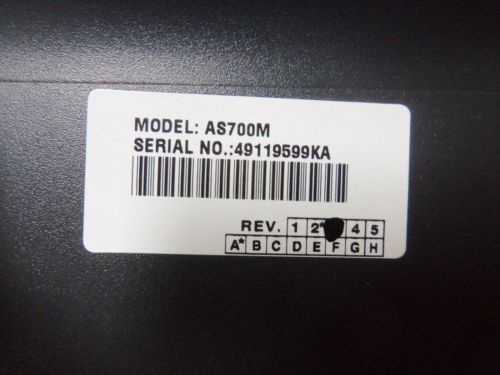 MODEL: AS700M
SERIAL NO.:49119599KA
REV. 1 2* 4 5
A* B C D E F G H